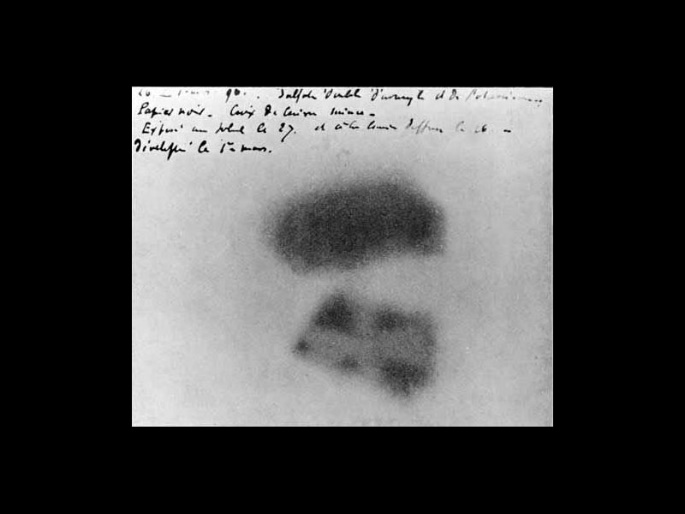 96. Sulfate double d'uranyle et de Potassium
Papier noir. Croix de Cuivre mince.
Exposé au soleil le 27. et à la lumière diffuse le 26. -
Développé le 1er mars.